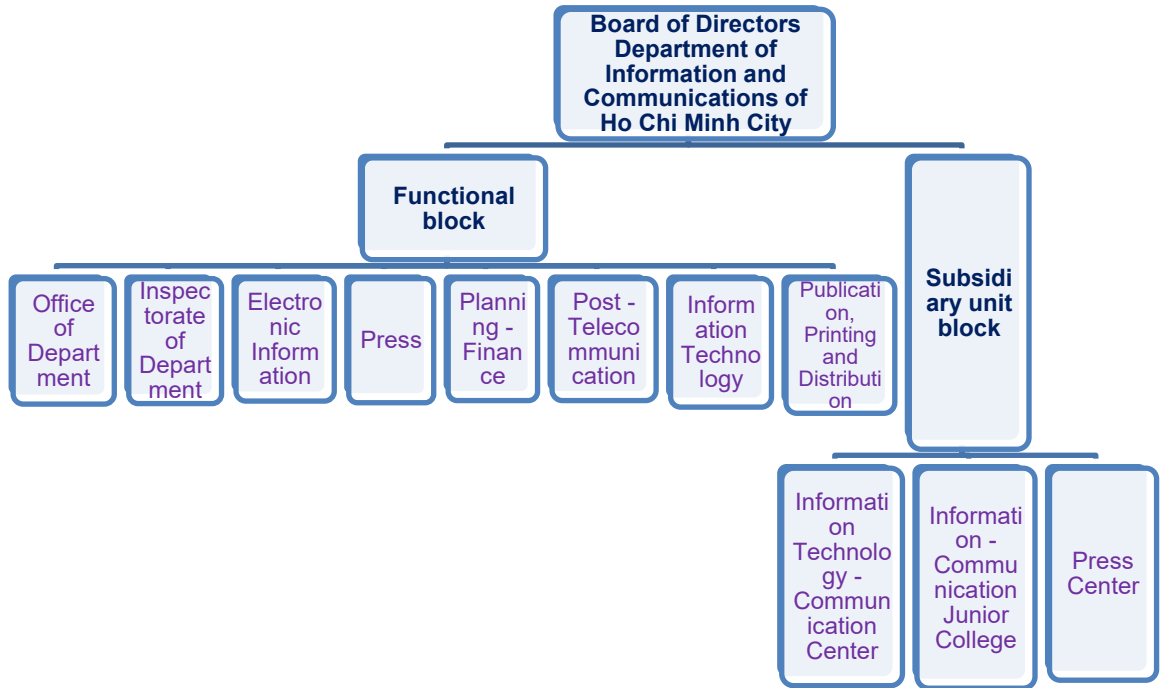 Board of Directors
Department of
Information and
Communications of
Ho Chi Minh City
Functional
block
Subsidi
ary unit
block
Office
of
Depart
ment
Inspec
torate
of
Depart
ment
Electro
nic
Inform
ation
Press
Planni
ng -
Finan
ce
Post -
Teleco
mmuni
cation
Inform
ation
Techno
logy
Publicati
on,
Printing
and
Distributi
on
Informati
on
Technolo
gy -
Commun
ication
Center
Informati
on -
Commu
nication
Junior
College
Press
Center